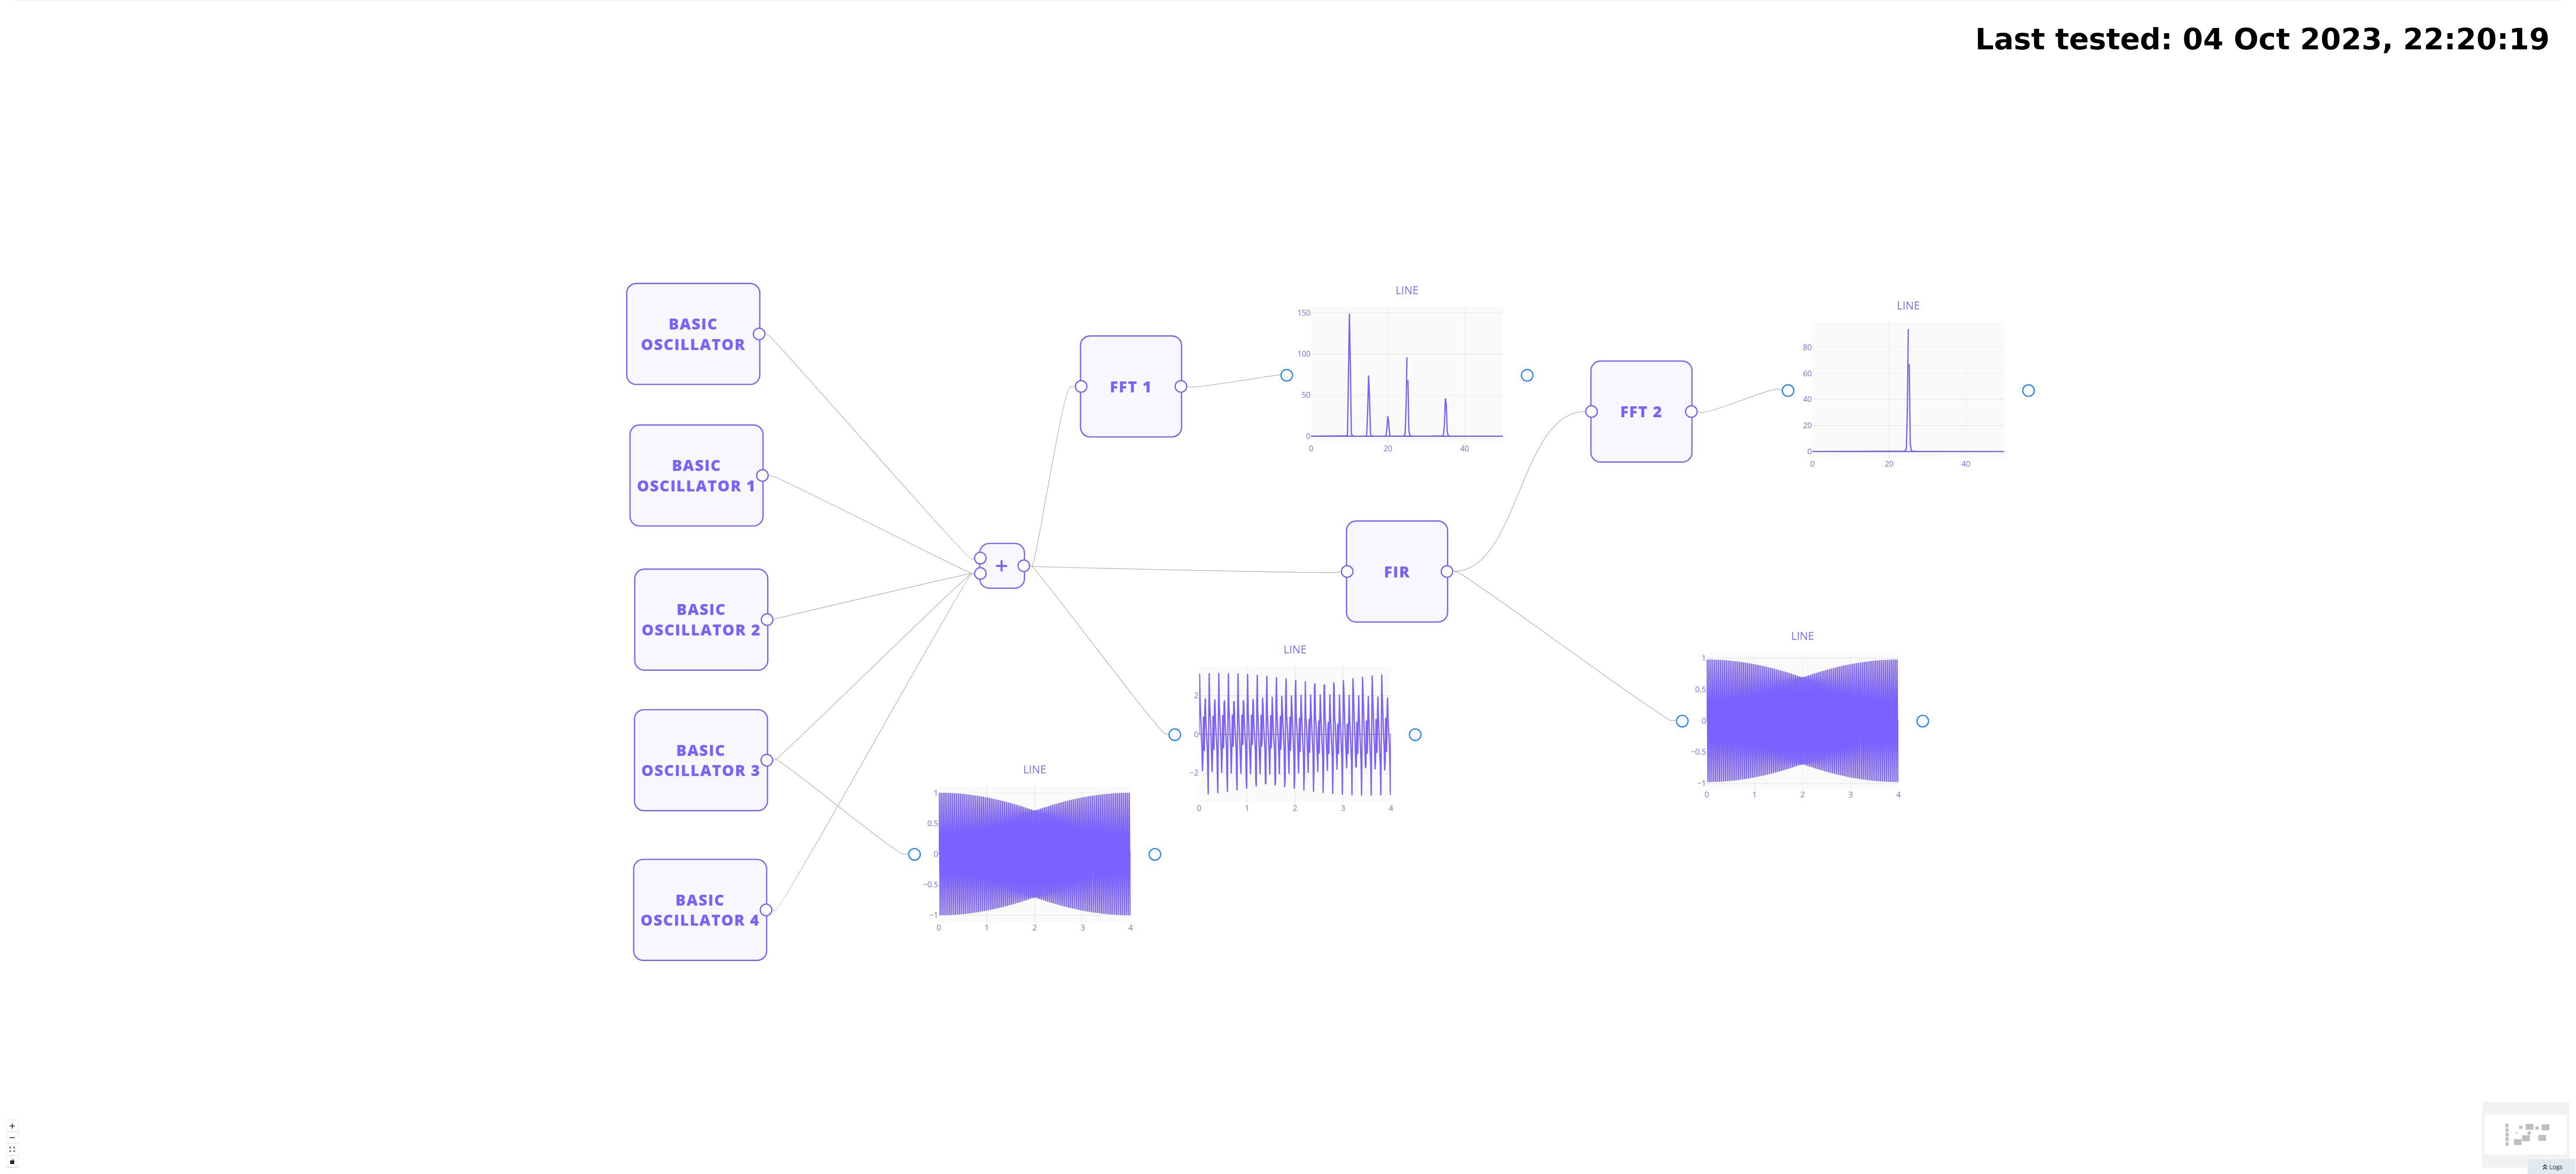 Last tested: 04 Oct 2023, 22:20:19
BASIC
OSCILLATOR
BASIC
OSCILLATOR 1
BASIC
OSCILLATOR 2
BASIC
OSCILLATOR 3
BASIC
OSCILLATOR 4
+
FFT 1
LINE
150
100
50
0
0 20 40
FIR
FFT 2
LINE
80
60
40
20
0
0 20 40
LINE
2
0
−2
0 1 2 3 4
LINE
1
0.5
0
−0.5
−1
0 1 2 3 4
LINE
1
0.5
0
−0.5
−1
0 1 2 3 4
Logs